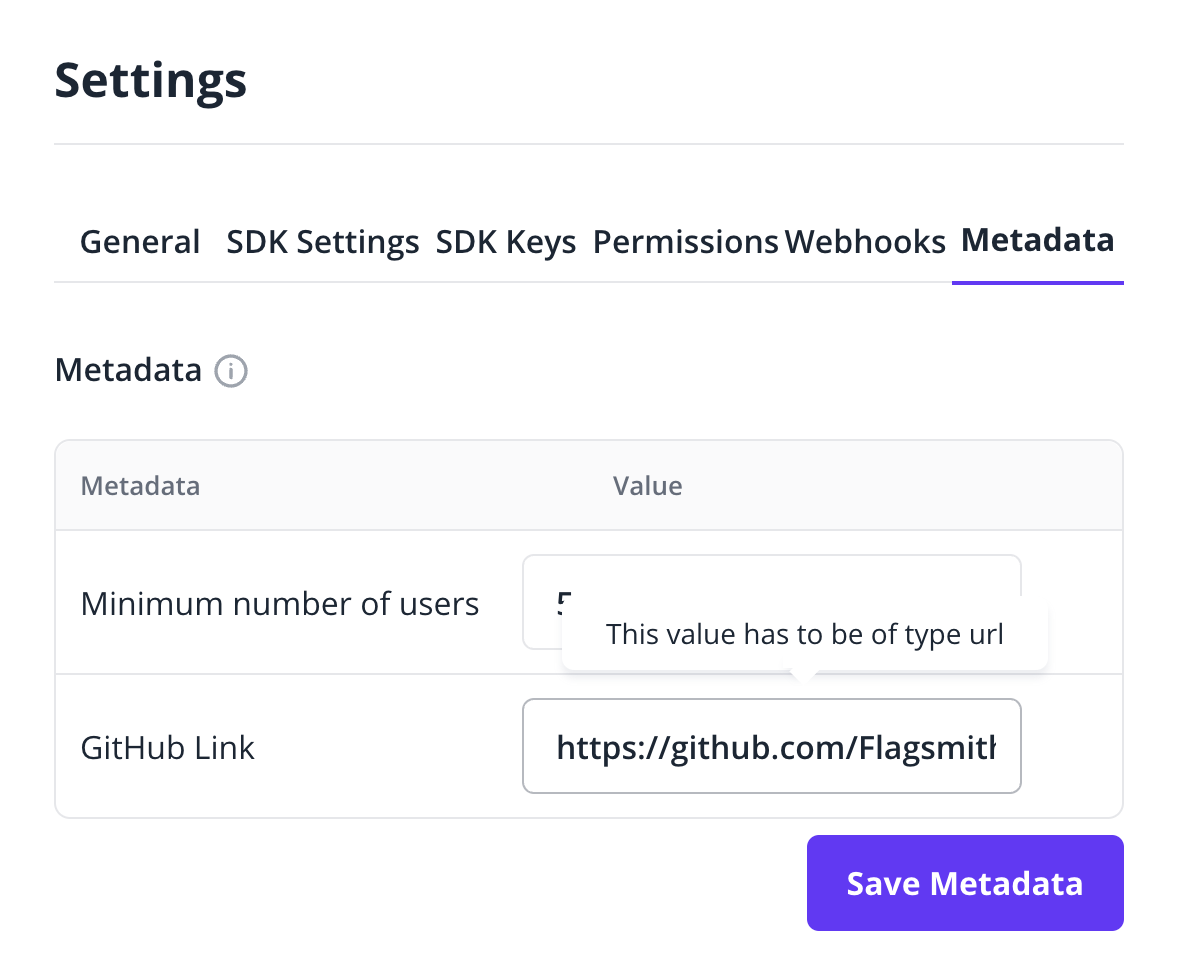 Settings
General SDK Settings SDK Keys Permissions Webhooks Metadata
Metadata
Metadata Value
Minimum number of users
This value has to be of type url
GitHub Link https://github.com/Flagsmith
Save Metadata